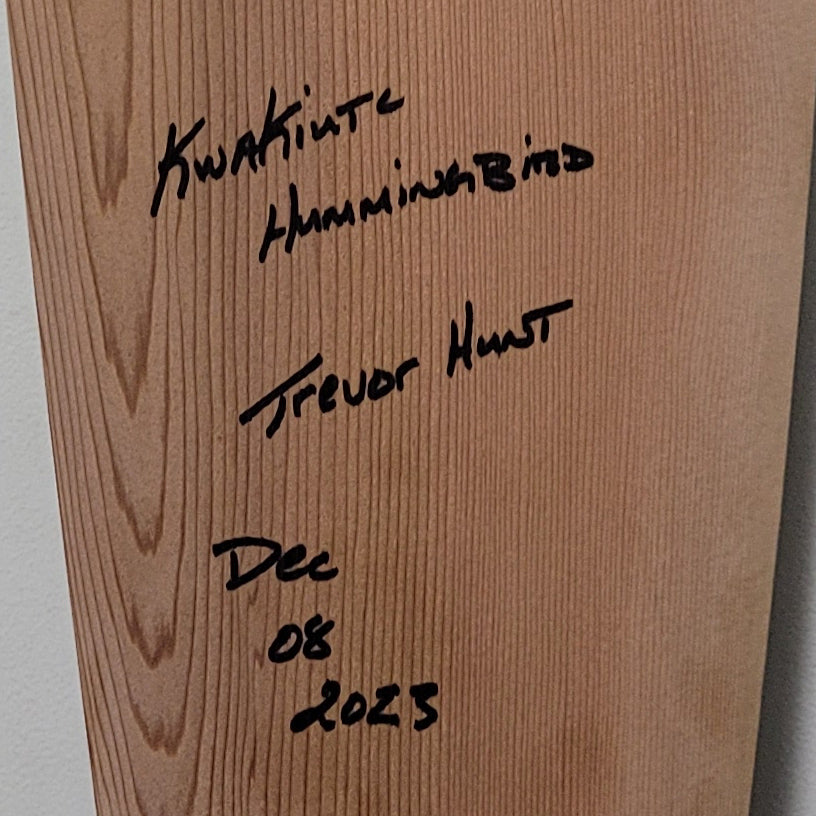 KwaKiutL
HummingBird
Trevor Hunt
Dec
08
2023